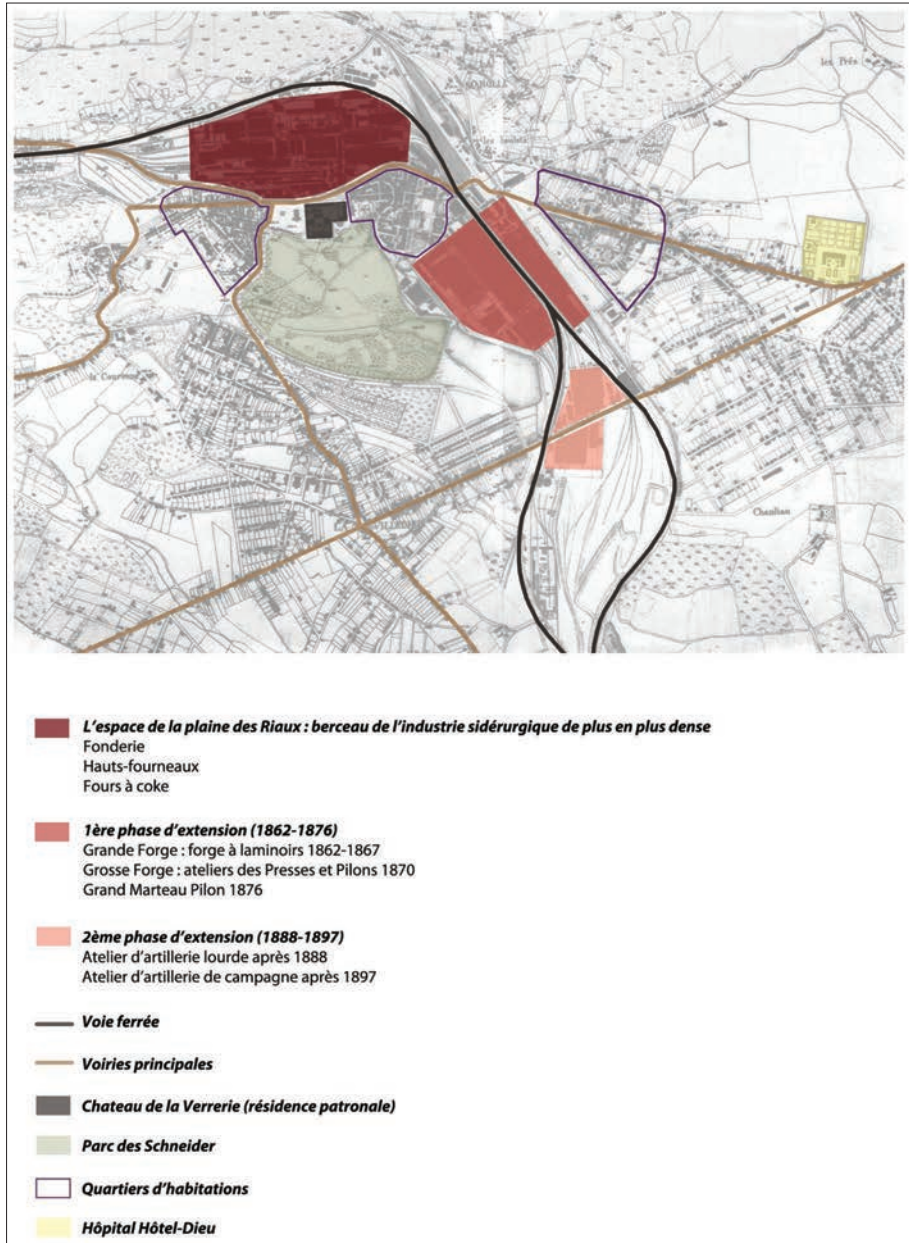 les Prés
Chanliau
L'espace de la plaine des Riaux : berceau de l'industrie sidérurgique de plus en plus dense
Fonderie
Hauts-fourneaux
Fours à coke
1ère phase d'extension (1862-1876)
Grande Forge : forge à laminoirs 1862-1867
Grosse Forge : ateliers des Presses et Pilons 1870
Grand Marteau Pilon 1876
2ème phase d'extension (1888-1897)
Atelier d'artillerie lourde après 1888
Atelier d'artillerie de campagne après 1897
Voie ferrée
Voiries principales
Chateau de la Verrerie (résidence patronale)
Parc des Schneider
Quartiers d'habitations
Hôpital Hôtel-Dieu